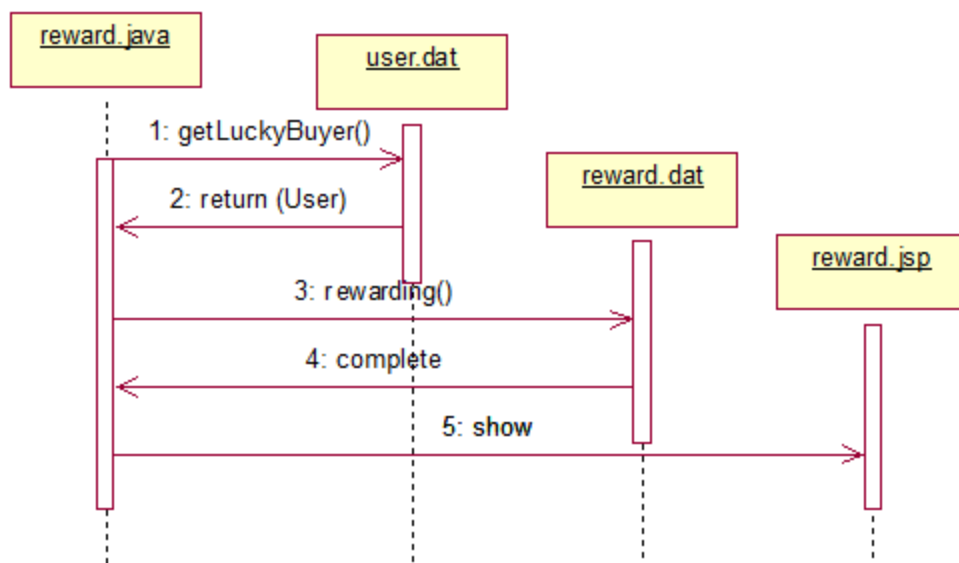 reward.java
user.dat
1: getLuckyBuyer()
reward.dat
2: return (User)
reward.jsp
3: rewarding()
4: complete
5: show